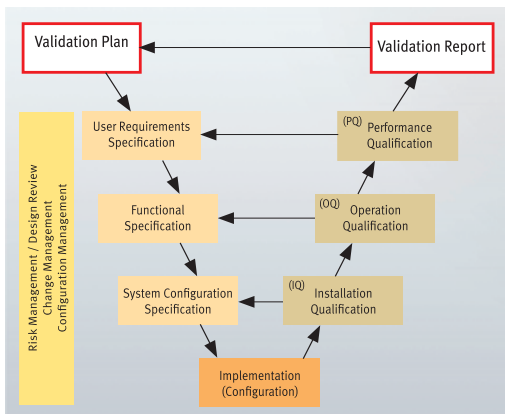 Validation Plan
Validation Report
User Requirements
Specification
(PQ) Performance
Qualification
Functional
Specification
(OQ) Operation
Qualification
System Configuration
Specification
(IQ) Installation
Qualification
Implementation
(Configuration)
Risk Management / Design Review
Change Management
Configuration Management